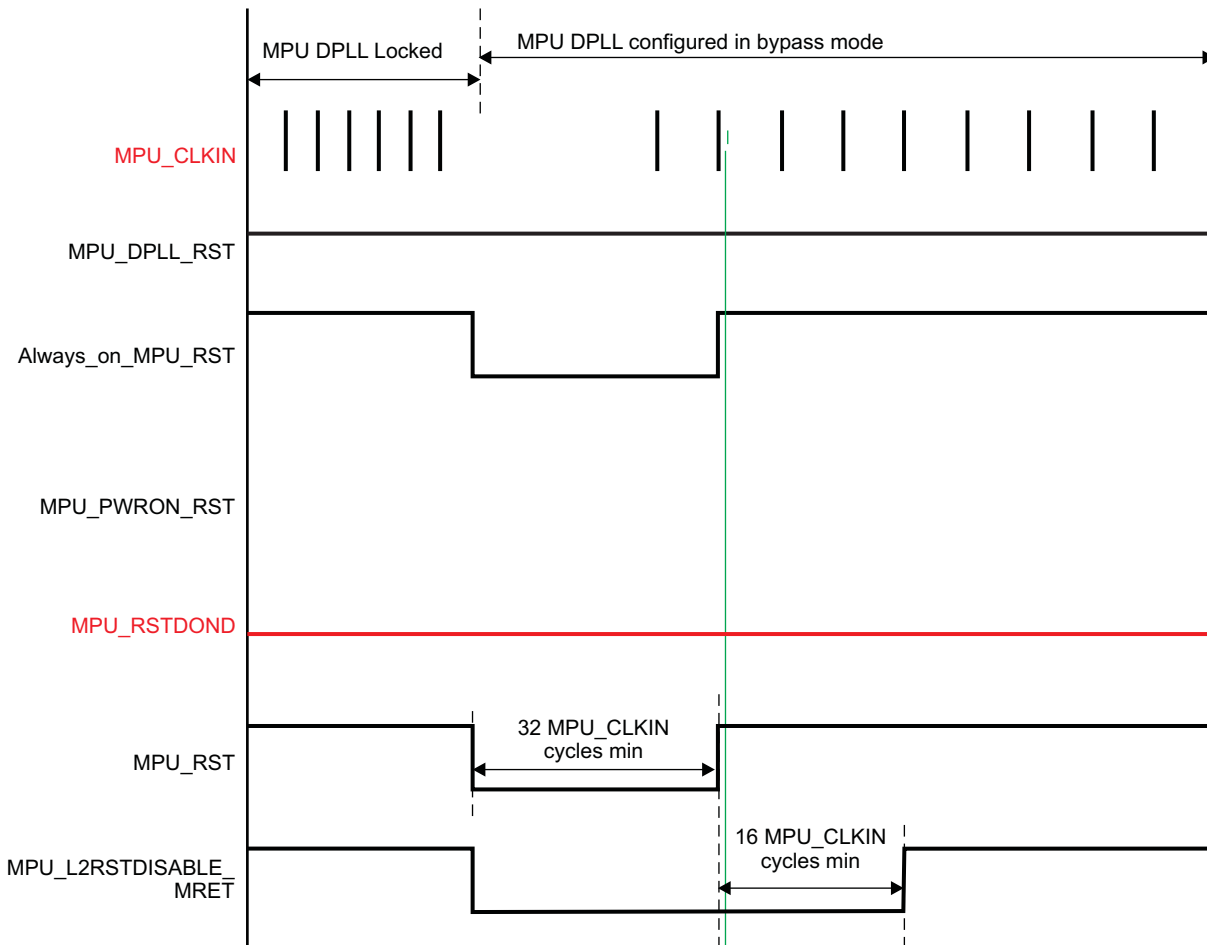 MPU DPLL Locked
MPU DPLL configured in bypass mode
MPU_CLKIN
MPU_DPLL_RST
Always_on_MPU_RST
MPU_PWRON_RST
MPU_RSTDOND
32 MPU_CLKIN
cycles min
MPU_RST
16 MPU_CLKIN
cycles min
MPU_L2RSTDISABLE_
MRET